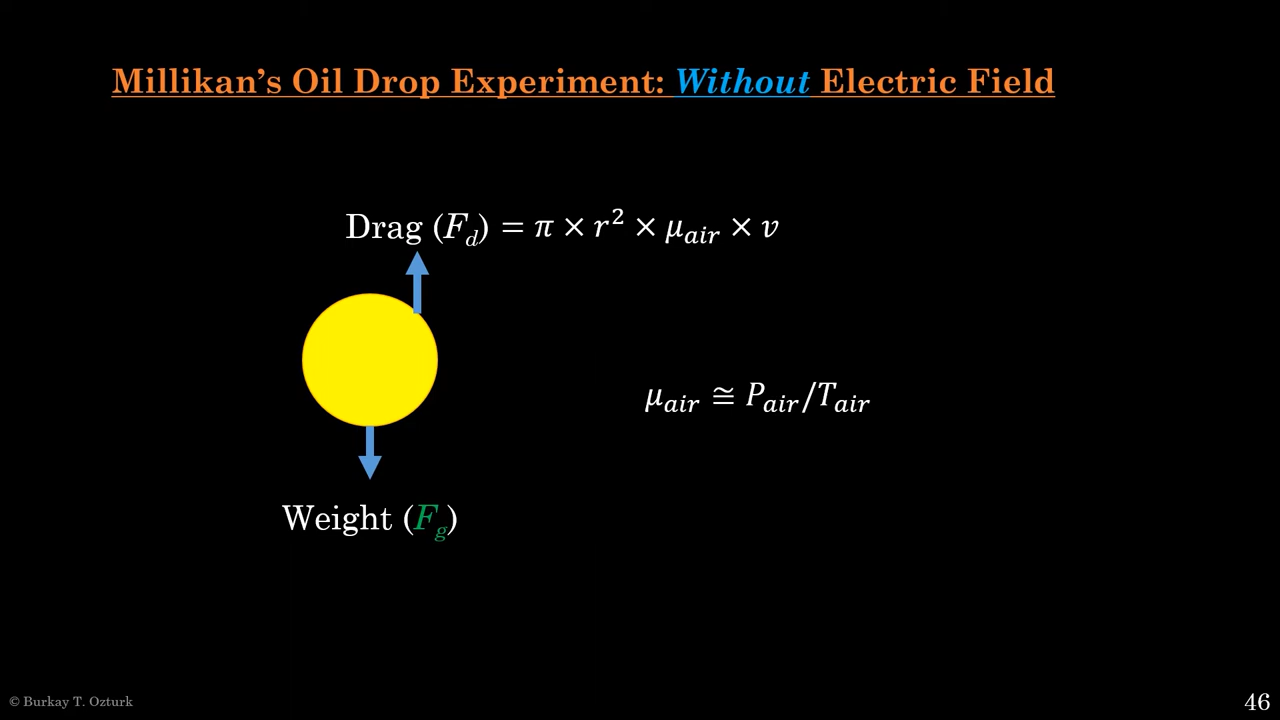 Millikan’s Oil Drop Experiment: Without Electric Field
Drag (F_d) = π × r² × μ_air × v
μ_air ≅ P_air/T_air
Weight (F_g)
© Burkay T. Ozturk
46